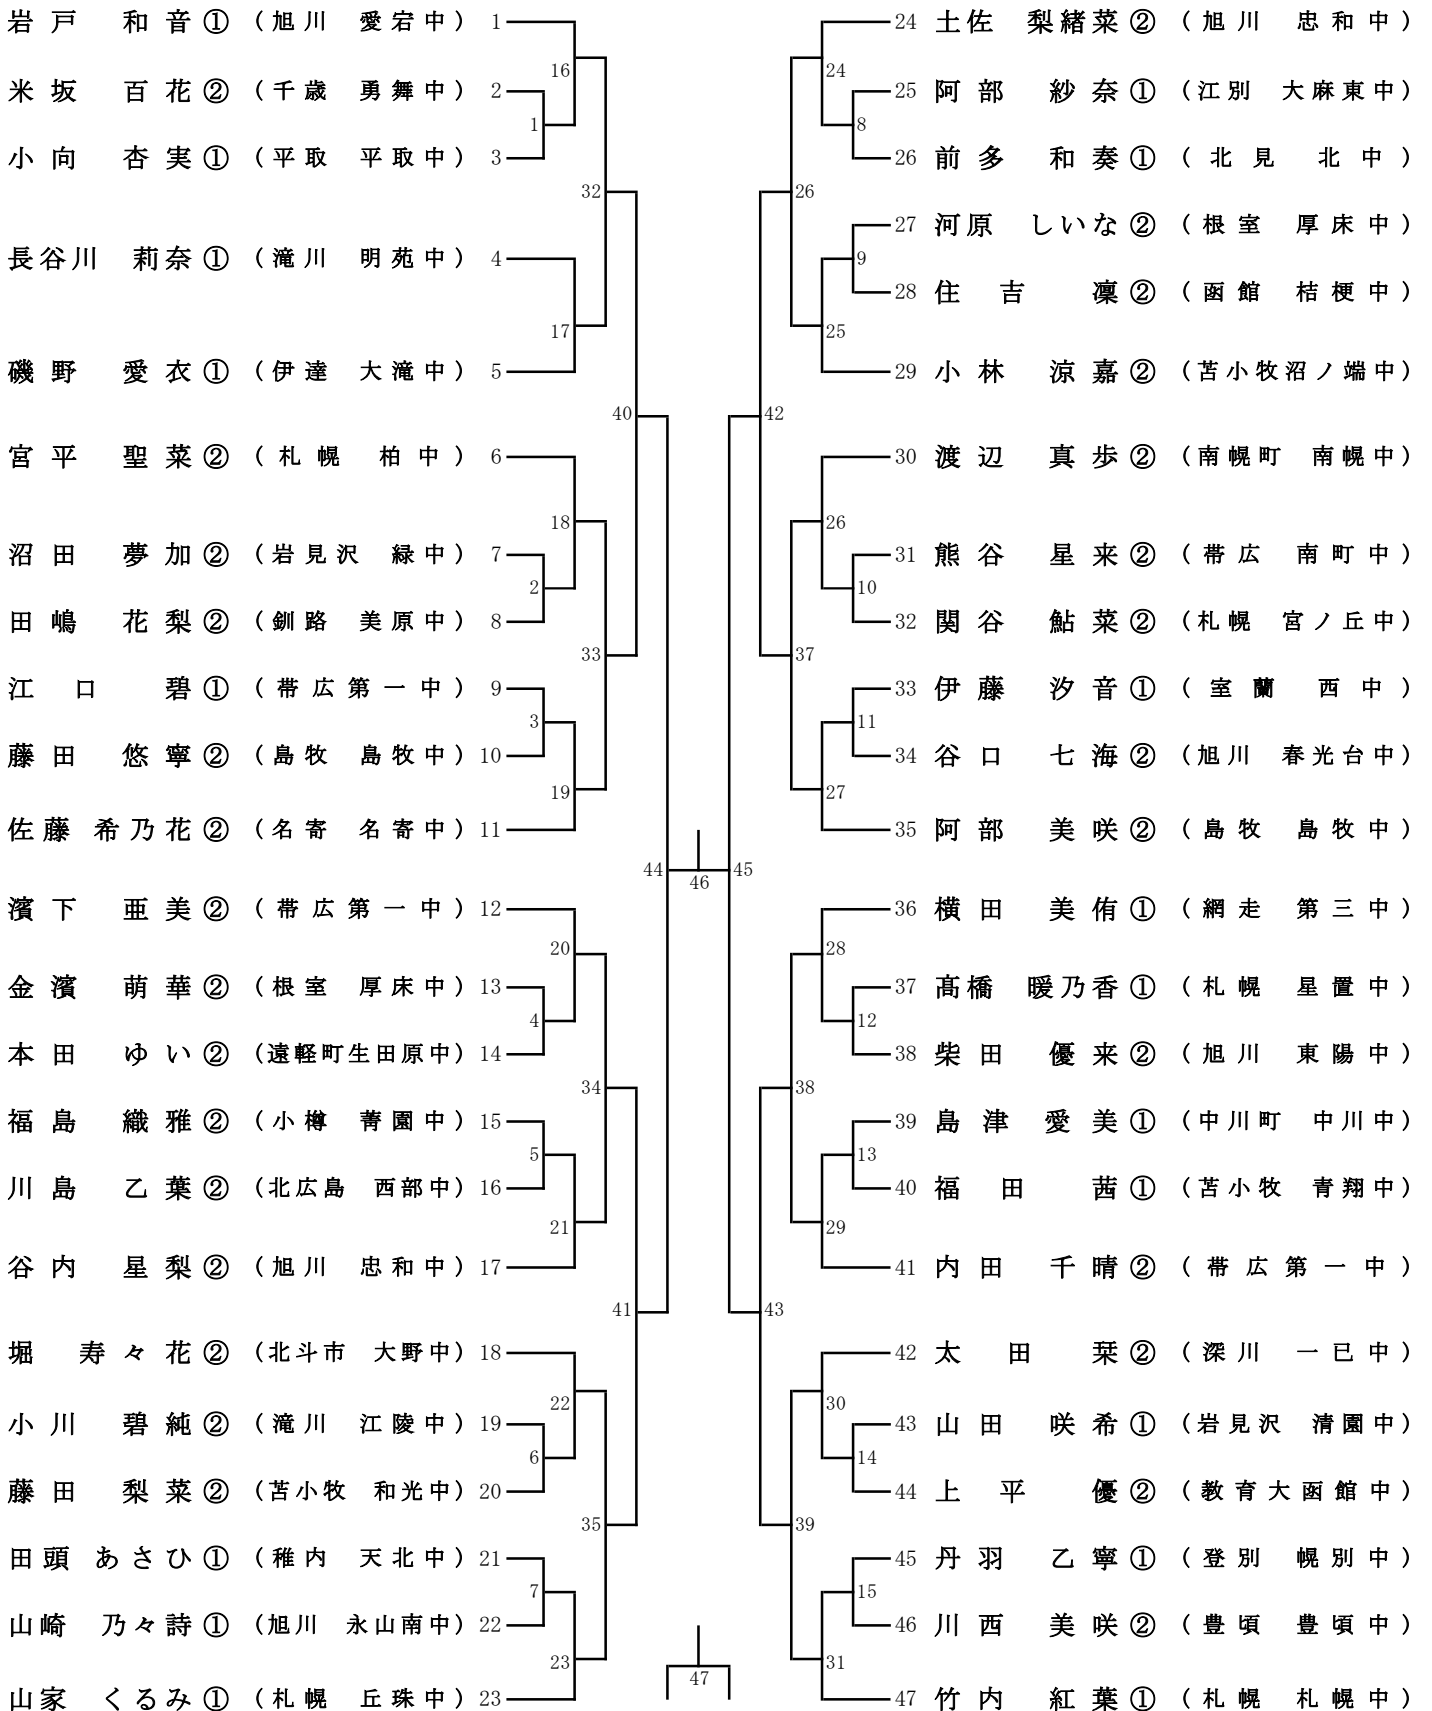 岩戸 和音① (旭川 愛宕中) 1
16
米坂 百花② (千歳 勇舞中) 2
1
小向 杏実① (平取 平取中) 3
32
長谷川 莉奈① (滝川 明苑中) 4
17
磯野 愛衣① (伊達 大滝中) 5
40
宮平 聖菜② (札幌 柏中) 6
18
沼田 夢加② (岩見沢 緑中) 7
2
田嶋 花梨② (釧路 美原中) 8
33
江口 碧① (帯広第一中) 9
3
藤田 悠寧② (島牧 島牧中) 10
19
佐藤 希乃花② (名寄 名寄中) 11
44
濱下 亜美② (帯広第一中) 12
20
金濱 萌華② (根室 厚床中) 13
4
本田 ゆい② (遠軽町生田原中) 14
34
福島 織雅② (小樽 菁園中) 15
5
川島 乙葉② (北広島 西部中) 16
21
谷内 星梨② (旭川 忠和中) 17
41
堀 寿々花② (北斗市 大野中) 18
22
小川 碧純② (滝川 江陵中) 19
6
藤田 梨菜② (苫小牧 和光中) 20
35
田頭 あさひ① (稚内 天北中) 21
7
山崎 乃々詩① (旭川 永山南中) 22
23
山家 くるみ① (札幌 丘珠中) 23
46
47
24 土佐 梨緒菜② (旭川 忠和中)
24
25 阿部 紗奈① (江別 大麻東中)
8
26 前多 和奏① (北見 北中)
26
27 河原 しいな② (根室 厚床中)
9
28 住吉 凜② (函館 桔梗中)
25
29 小林 涼嘉② (苫小牧沼ノ端中)
42
30 渡辺 真歩② (南幌町 南幌中)
26
31 熊谷 星来② (帯広 南町中)
10
32 関谷 鮎菜② (札幌 宮ノ丘中)
37
33 伊藤 汐音① (室蘭 西中)
11
34 谷口 七海② (旭川 春光台中)
27
35 阿部 美咲② (島牧 島牧中)
45
36 横田 美侑① (網走 第三中)
28
37 髙橋 暖乃香① (札幌 星置中)
12
38 柴田 優来② (旭川 東陽中)
38
39 島津 愛美① (中川町 中川中)
13
40 福田 茜① (苫小牧 青翔中)
29
41 内田 千晴② (帯広第一中)
43
42 太田 栞② (深川 一已中)
30
43 山田 咲希① (岩見沢 清園中)
14
44 上平 優② (教育大函館中)
39
45 丹羽 乙寧① (登別 幌別中)
15
46 川西 美咲② (豊頃 豊頃中)
31
47 竹内 紅葉① (札幌 札幌中)